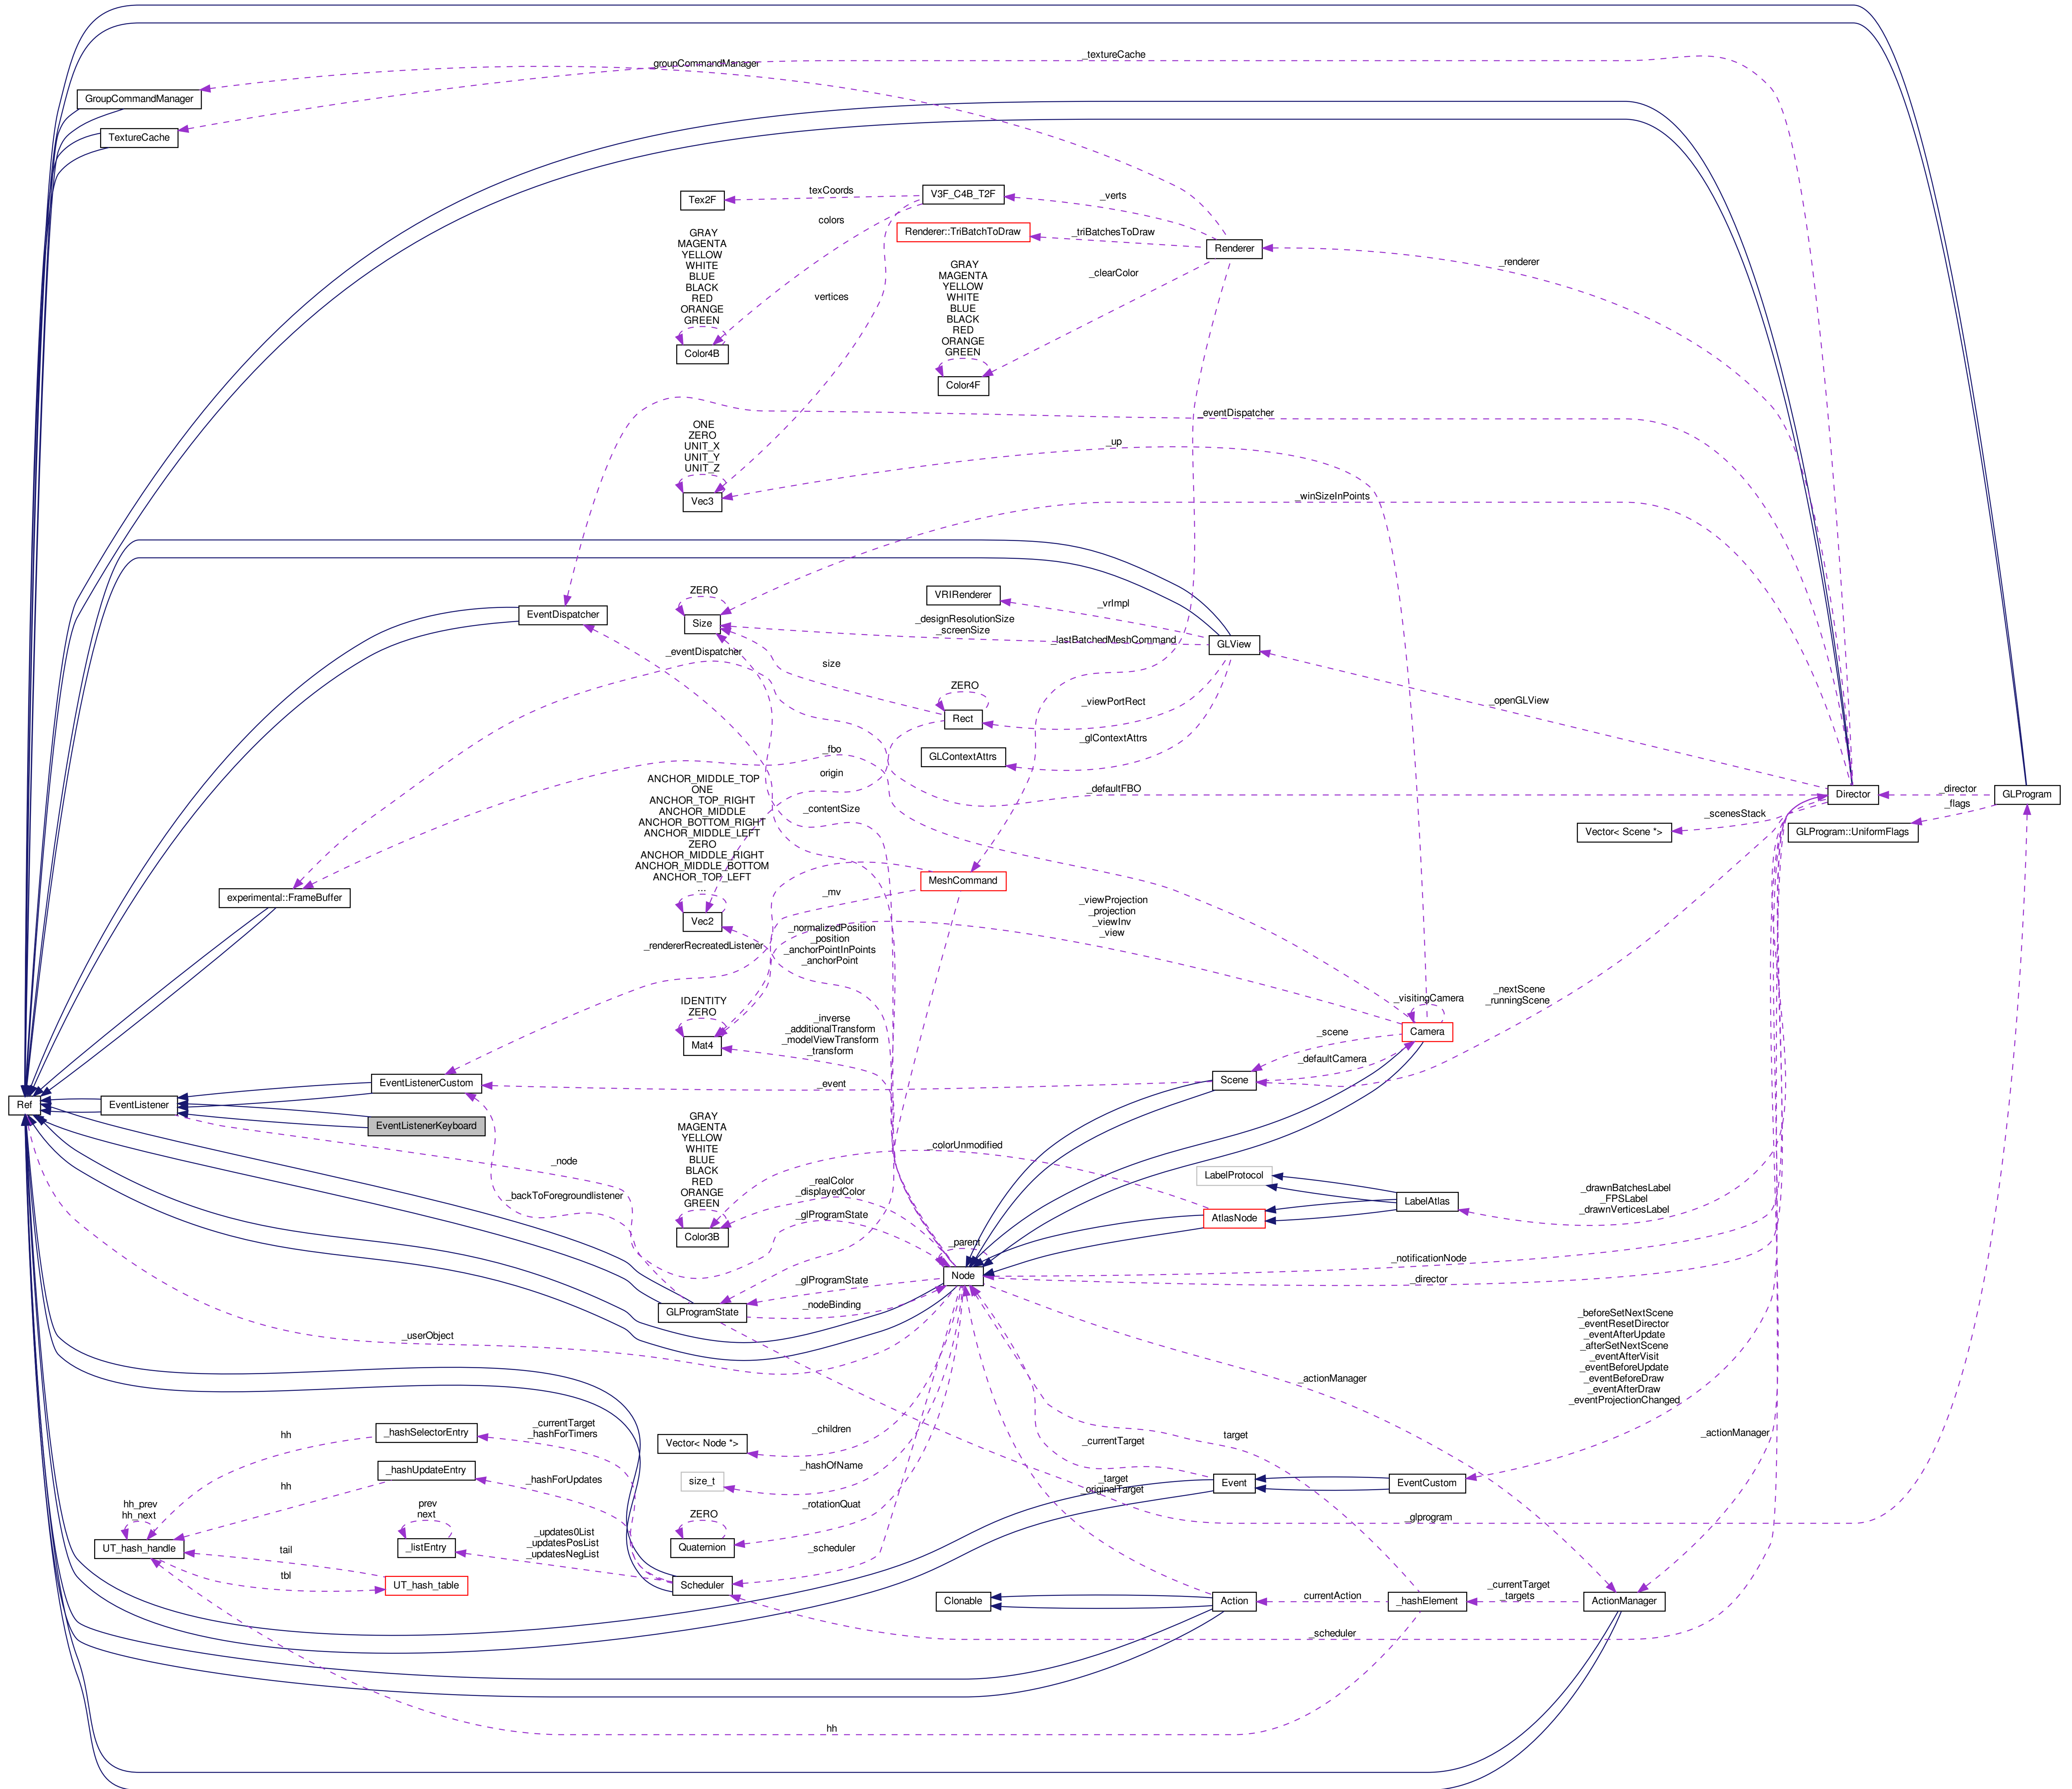 _textureCache
_groupCommandManager
GroupCommandManager
TextureCache
texCoords
V3F_C4B_T2F
_verts
Tex2F
colors
Renderer::TriBatchToDraw
_triBatchesToDraw
Renderer
_renderer
GRAY
MAGENTA
YELLOW
WHITE
BLUE
BLACK
RED
ORANGE
GREEN
Color4B
vertices
_clearColor
GRAY
MAGENTA
YELLOW
WHITE
BLUE
BLACK
RED
ORANGE
GREEN
Color4F
_eventDispatcher
_up
ONE
ZERO
UNIT_X
UNIT_Y
UNIT_Z
Vec3
_winSizeInPoints
ZERO
Size
EventDispatcher
VRIRenderer
_vrImpl
_designResolutionSize
_screenSize
_lastBatchedMeshCommand
GLView
_eventDispatcher
size
ZERO
Rect
_viewPortRect
_openGLView
_glContextAttrs
GLContextAttrs
_fbo
origin
_defaultFBO
Director
_director
GLProgram
_flags
GLProgram::UniformFlags
_scenesStack
Vector< Scene *>
ANCHOR_MIDDLE_TOP
ONE
ANCHOR_TOP_RIGHT
ANCHOR_MIDDLE
ANCHOR_BOTTOM_RIGHT
ANCHOR_MIDDLE_LEFT
ZERO
ANCHOR_MIDDLE_RIGHT
ANCHOR_MIDDLE_BOTTOM
ANCHOR_TOP_LEFT
...
Vec2
_contentSize
experimental::FrameBuffer
MeshCommand
_mv
_rendererRecreatedListener
_normalizedPosition
_position
_anchorPointInPoints
_anchorPoint
_viewProjection
_projection
_viewInv
_view
_nextScene
_runningScene
IDENTITY
ZERO
Mat4
_inverse
_additionalTransform
_modelViewTransform
_transform
_visitingCamera
Camera
_scene
_defaultCamera
Scene
EventListenerCustom
_event
Ref
EventListener
EventListenerKeyboard
GRAY
MAGENTA
YELLOW
WHITE
BLUE
BLACK
RED
ORANGE
GREEN
Color3B
_colorUnmodified
_node
_backToForegroundlistener
_realColor
_displayedColor
_glProgramState
LabelProtocol
LabelAtlas
AtlasNode
_drawnBatchesLabel
_FPSLabel
_drawnVerticesLabel
_parent
Node
_notificationNode
_director
_glProgramState
GLProgramState
_nodeBinding
_userObject
_beforeSetNextScene
_eventResetDirector
_eventAfterUpdate
_afterSetNextScene
_eventAfterVisit
_eventBeforeUpdate
_eventBeforeDraw
_eventAfterDraw
_eventProjectionChanged
_actionManager
_actionManager
hh
_hashSelectorEntry
_currentTarget
_hashForTimers
Vector< Node *>
_children
_currentTarget
target
hh
_hashUpdateEntry
_hashForUpdates
size_t
_hashOfName
_target
_originalTarget
Event
EventCustom
hh_prev
hh_next
UT_hash_handle
prev
next
_listEntry
_updates0List
_updatesPosList
_updatesNegList
ZERO
Quaternion
_rotationQuat
_glprogram
tail
tbl
UT_hash_table
Scheduler
_scheduler
Clonable
Action
currentAction
_hashElement
_currentTarget
_targets
ActionManager
_scheduler
hh